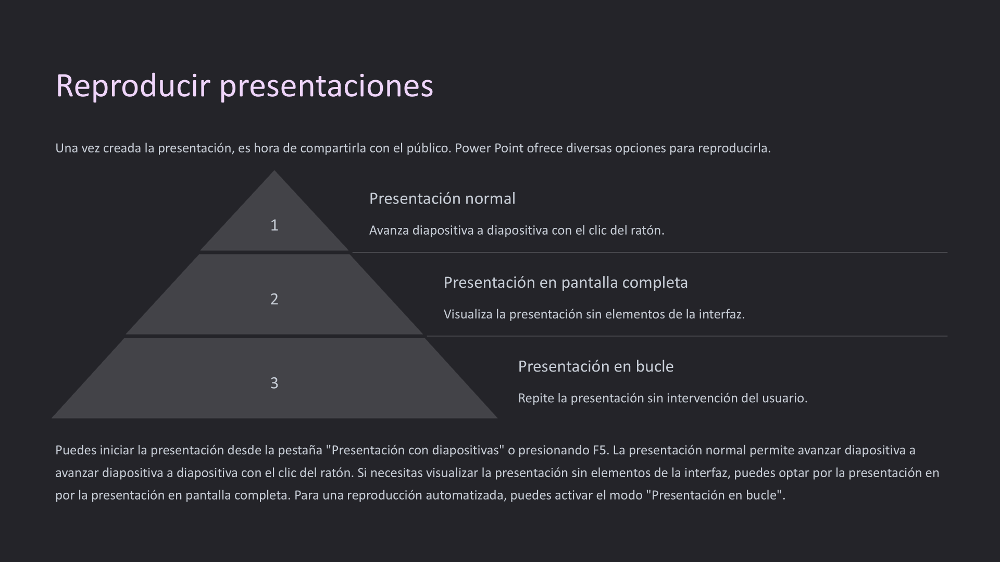 Reproducir presentaciones
Una vez creada la presentación, es hora de compartirla con el público. Power Point ofrece diversas opciones para reproducirla.
1
Presentación normal
Avanza diapositiva a diapositiva con el clic del ratón.
2
Presentación en pantalla completa
Visualiza la presentación sin elementos de la interfaz.
3
Presentación en bucle
Repite la presentación sin intervención del usuario.
Puedes iniciar la presentación desde la pestaña "Presentación con diapositivas" o presionando F5. La presentación normal permite avanzar diapositiva a
avanzar diapositiva a diapositiva con el clic del ratón. Si necesitas visualizar la presentación sin elementos de la interfaz, puedes optar por la presentación en
por la presentación en pantalla completa. Para una reproducción automatizada, puedes activar el modo "Presentación en bucle".